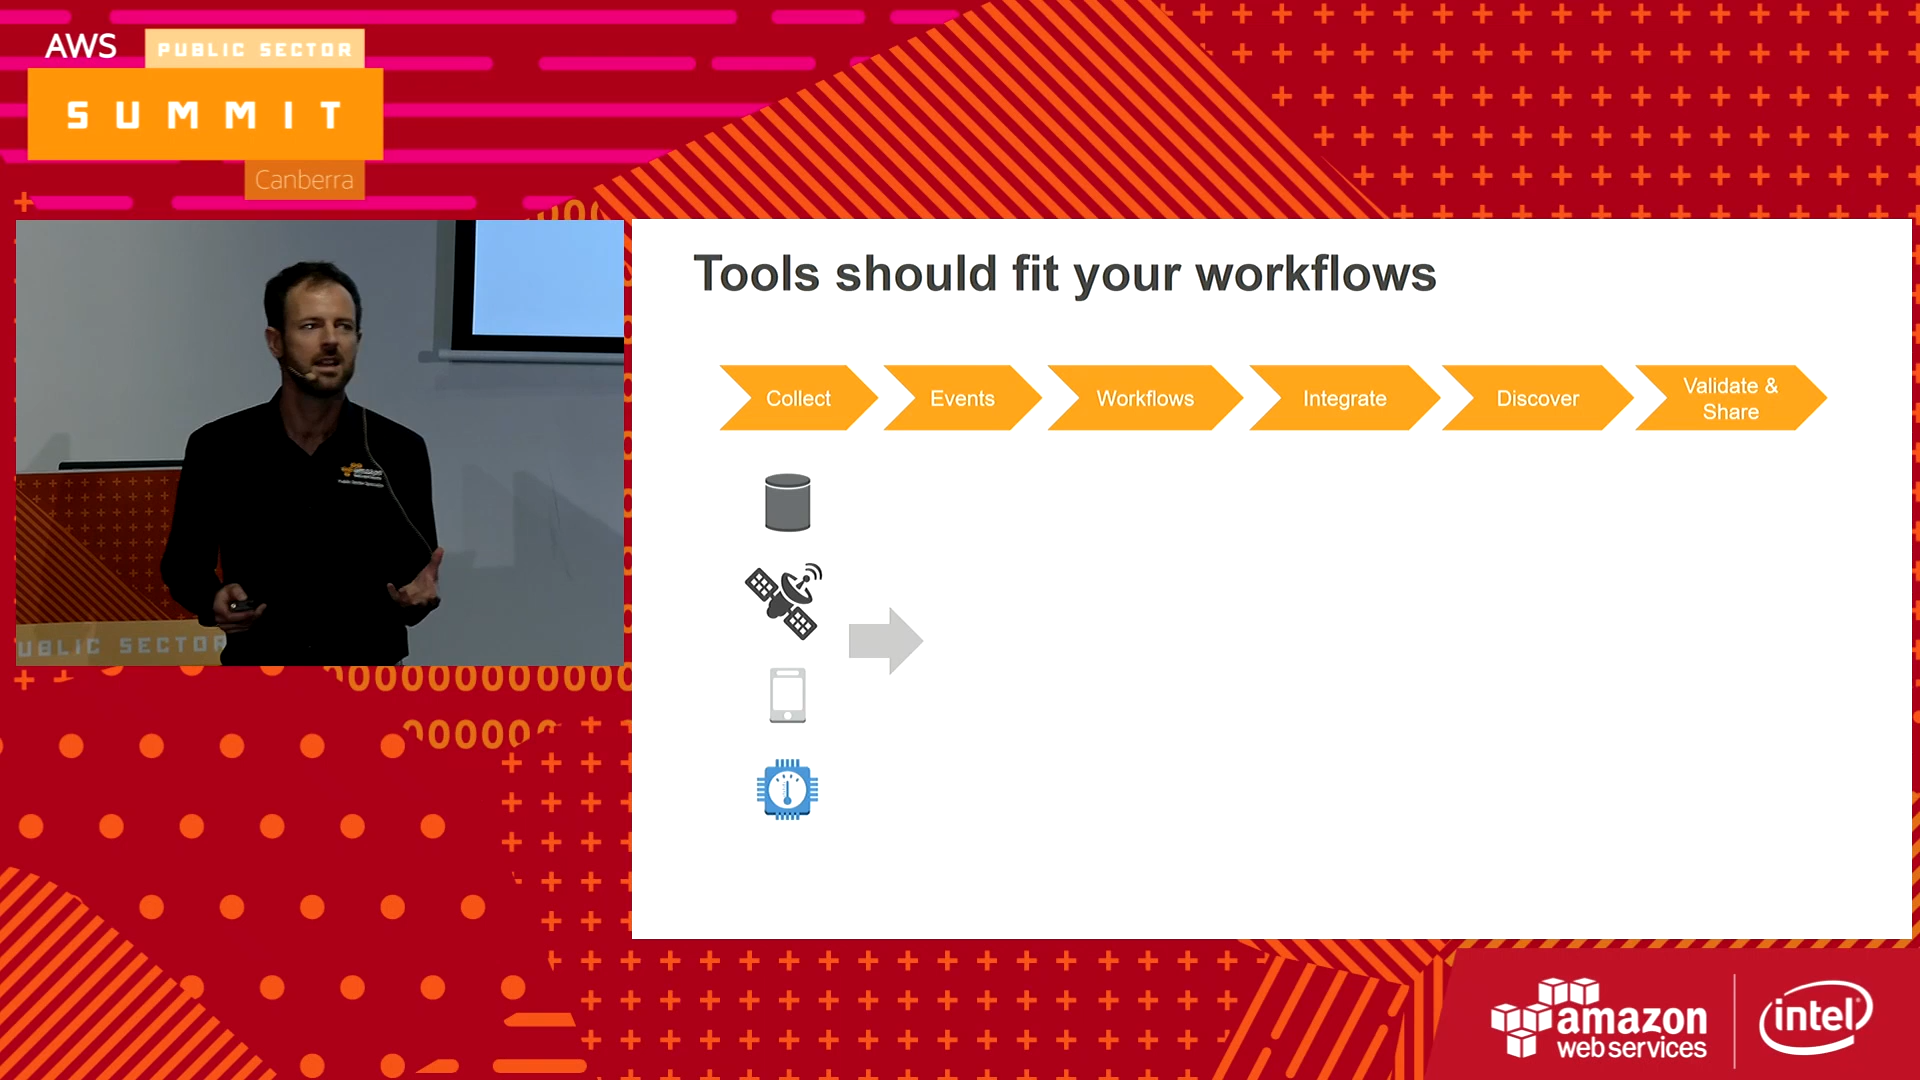 AWS
PUBLIC SECTOR
SUMMIT
Canberra
Tools should fit your workflows
Collect
Events
Workflows
Integrate
Discover
Validate &
Share
amazon
UBLIC SECTOR
amazon
web services
intel